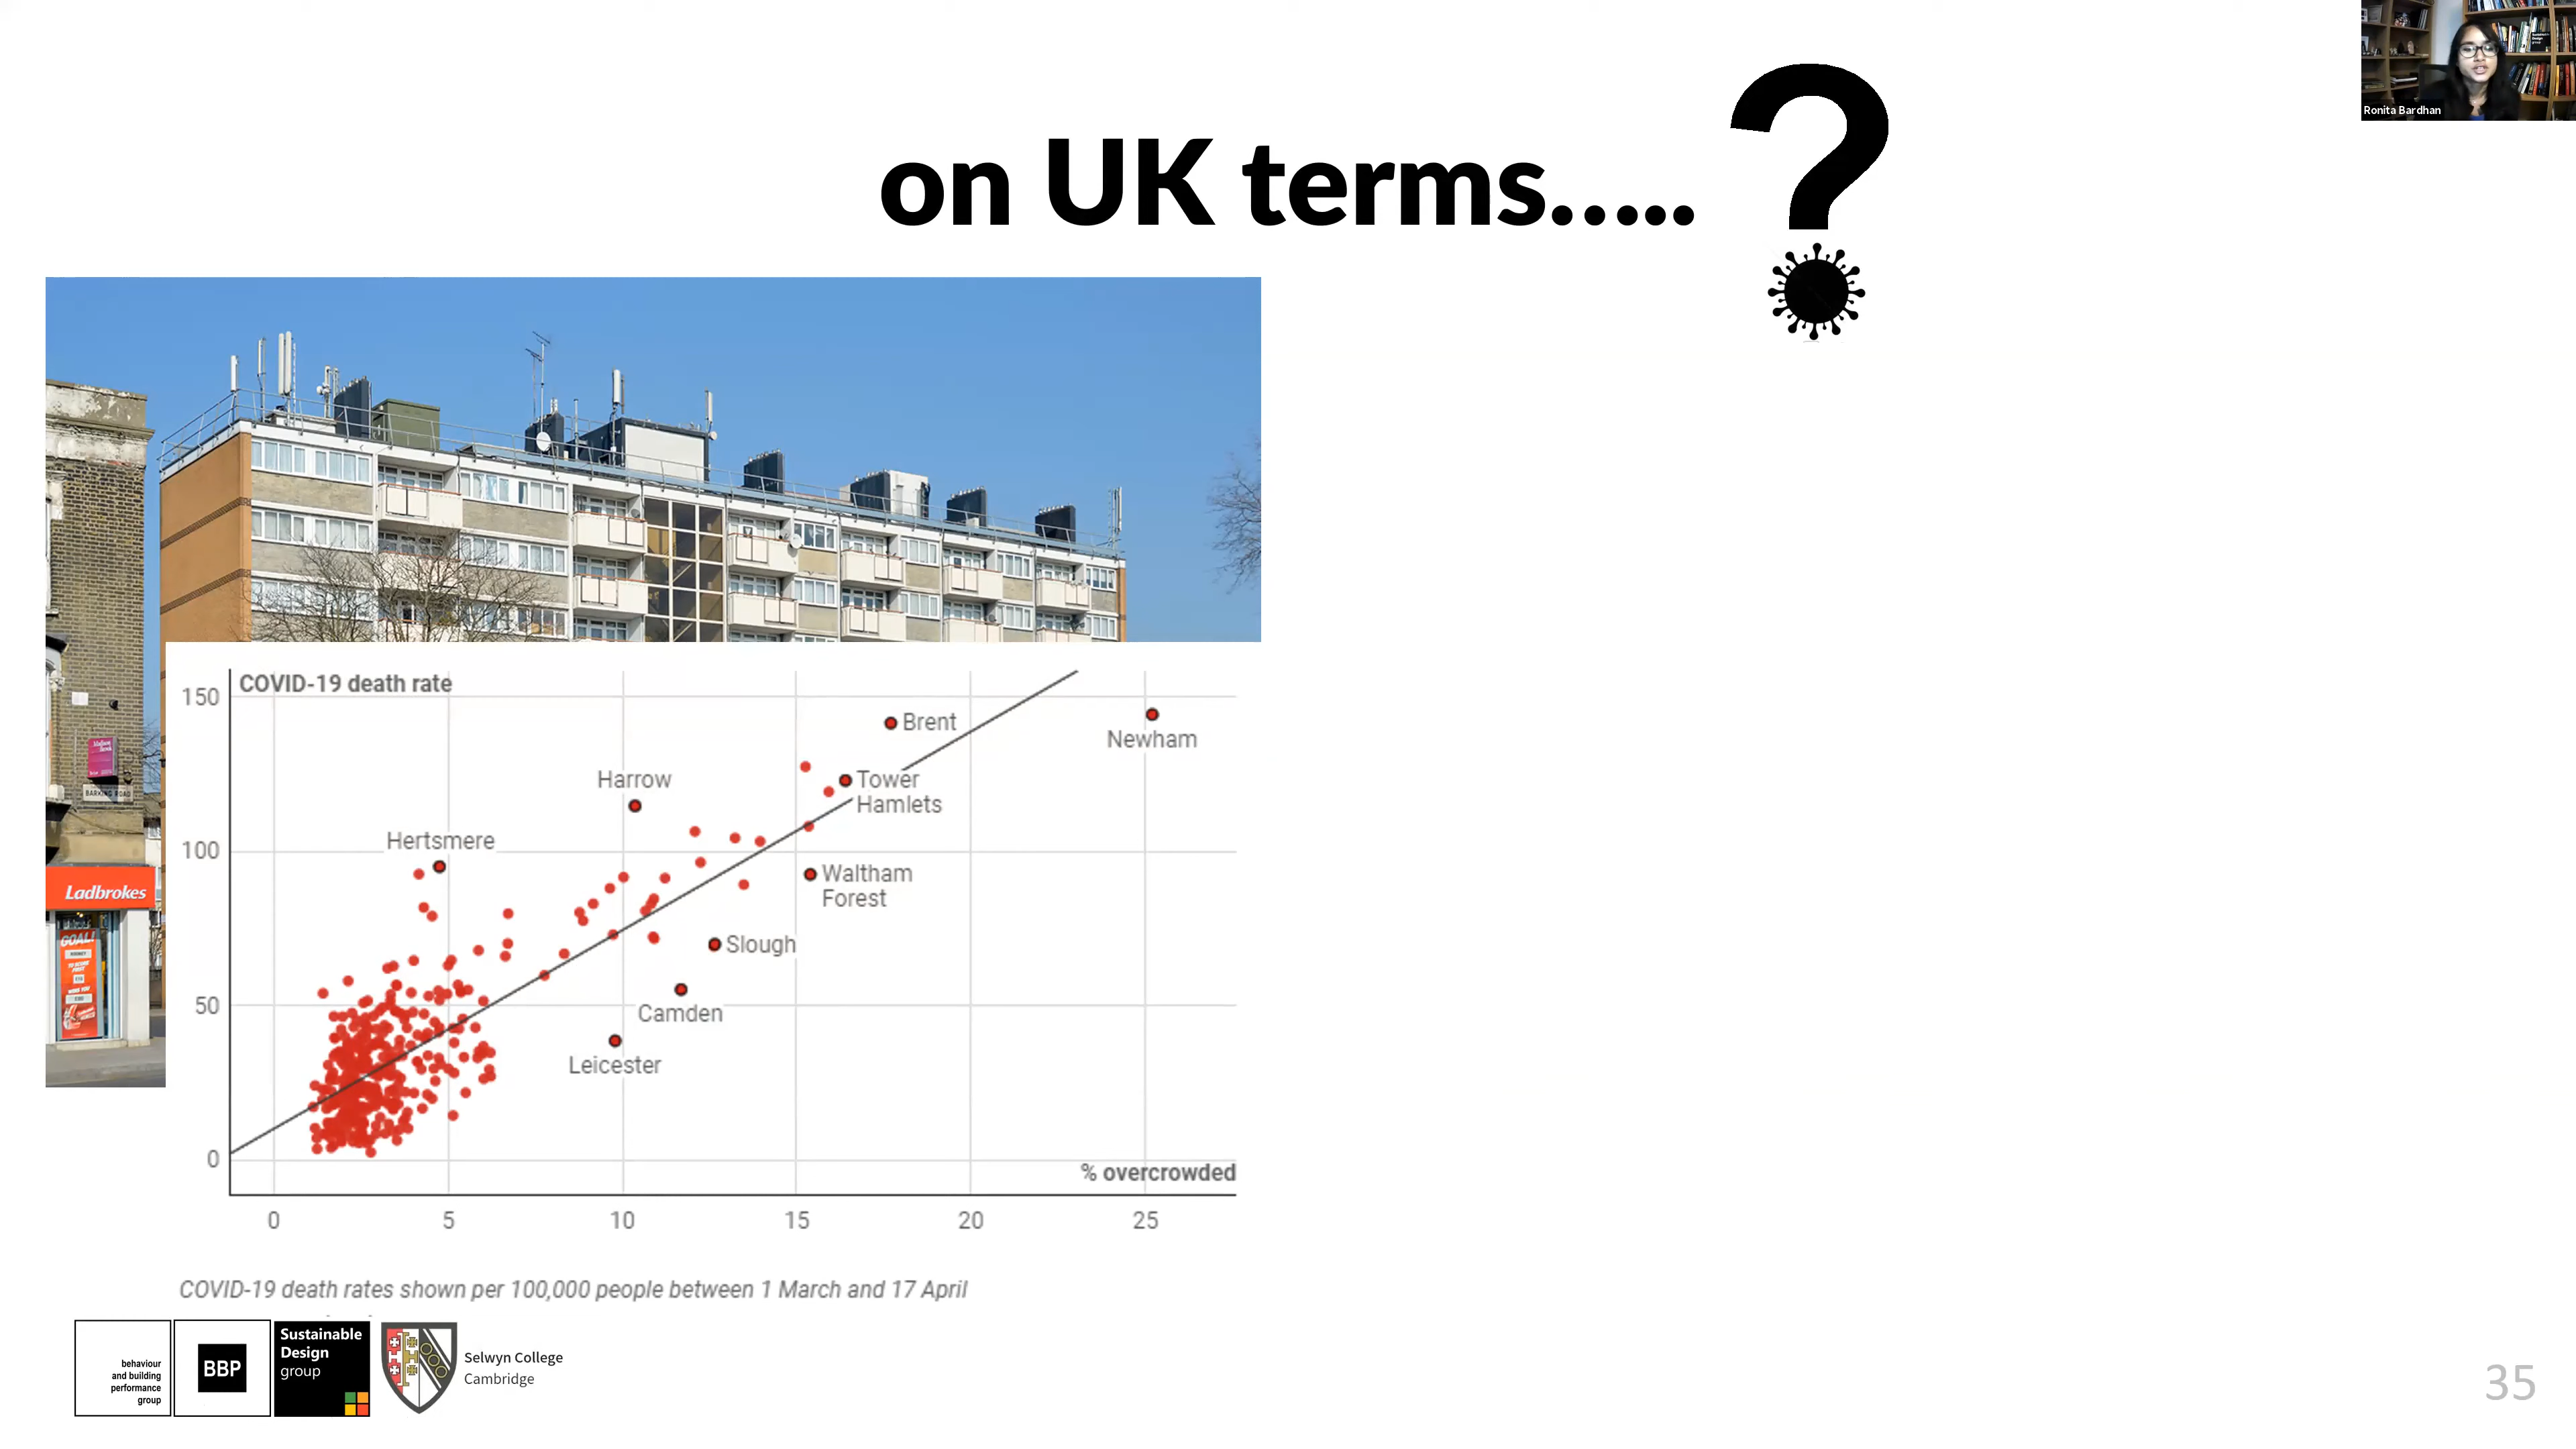 Ronita Bardhan
on UK terms…..?
Ladbrokes
GOAL!
BARKING ROAD
COVID-19 death rate
150
100
50
0
Brent
Newham
Harrow
Tower
Hamlets
Hertsmere
Waltham
Forest
Slough
Camden
Leicester
% overcrowded
0 5 10 15 20 25
COVID-19 death rates shown per 100,000 people between 1 March and 17 April
behaviour
and building
performance
group
BBP
Sustainable
Design
group
Selwyn College
Cambridge
35